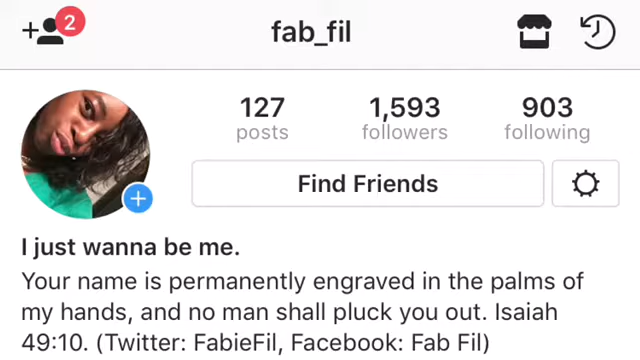 2
fab_fil
127 1,593 903
posts followers following
Find Friends
I just wanna be me.
Your name is permanently engraved in the palms of
my hands, and no man shall pluck you out. Isaiah
49:10. (Twitter: FabieFil, Facebook: Fab Fil)